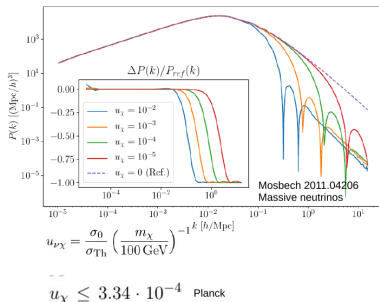 ΔP(k)/P_ref(k)
P(k) [Mpc/h)³]
10³
10¹
10⁻¹
10⁻³
10⁻⁵
0.00
−0.25
−0.50
−0.75
−1.00
u_χ = 10⁻²
u_χ = 10⁻³
u_χ = 10⁻⁴
u_χ = 10⁻⁵
u_χ = 0 (Ref.)
10⁻⁴ 10⁻² 10⁰
Mosbech 2011.04206
Massive neutrinos
10⁻⁵ 10⁻⁴ 10⁻³ 10⁻² 10⁻¹ 10⁰ 10¹
k [h/Mpc]
u_νχ = σ₀/σ_Th (m_χ/100 GeV)⁻¹
u_χ ≤ 3.34 · 10⁻⁴ Planck